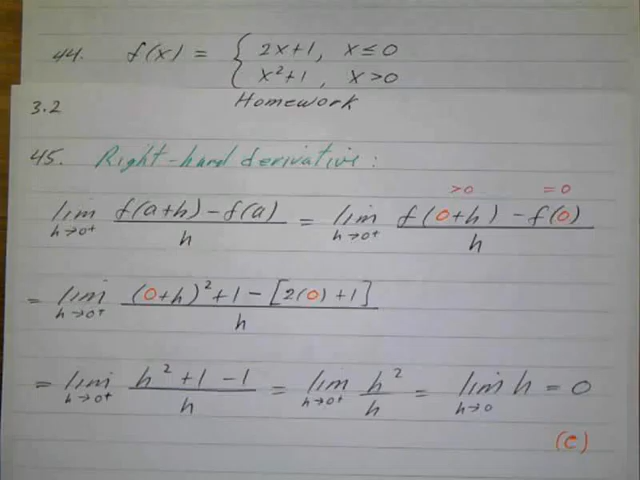 44. f(x) = { 2x+1, x ≤ 0
{ x²+1, x > 0
3.2 Homework
45. Right-hand derivative:
>0 =0
lim h→0⁺ (f(a+h) − f(a))/h = lim h→0⁺ (f(0+h) − f(0))/h
= lim h→0⁺ ((0+h)² + 1 − [2(0) + 1])/h
= lim h→0⁺ (h² + 1 − 1)/h = lim h→0⁺ h²/h = lim h→0 h = 0
(C)